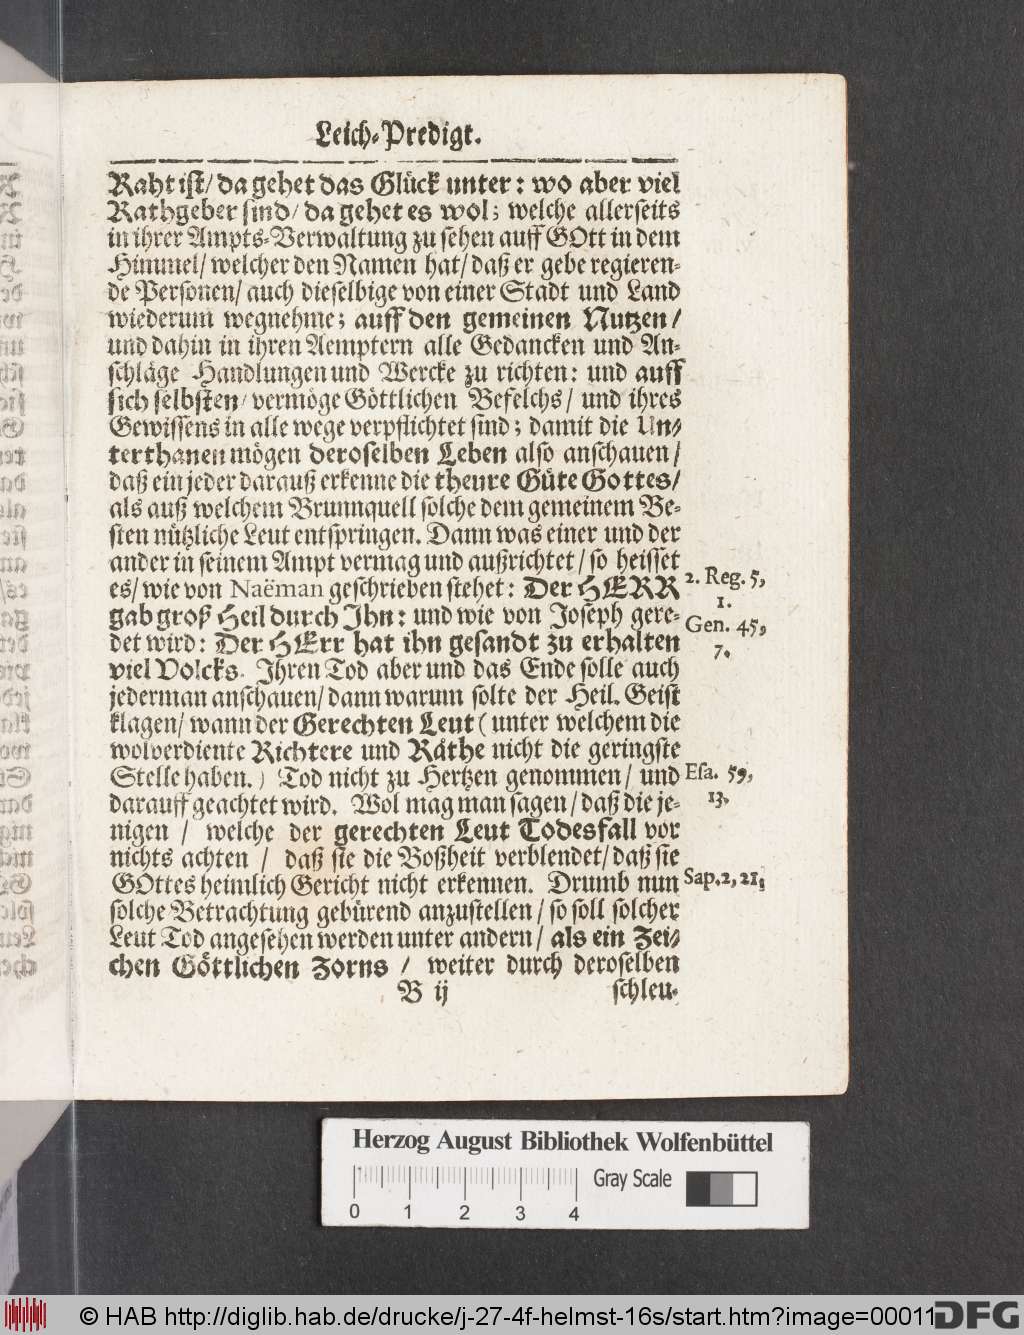 Leich-Predigt.
Raht ist / da gehet das Glück unter: wo aber viel
Rathgeber sind / da gehet es wol; welche allerseits
in ihrer Ampts-Verwaltung zu sehen auff GOtt in dem
Himmel / welcher den Namen hat / daß er gebe regieren-
de Personen / auch dieselbige von einer Stadt und Land
wiederum wegnehme; auff den gemeinen Nutzen /
und dahin in ihren Aemptern alle Gedancken und An-
schläge Handlungen und Wercke zu richten: und auff
sich selbsten / vermöge Göttlichen Befelchs / und ihres
Gewissens in alle wege verpflichtet sind; damit die Un-
terthanen mögen deroselben Leben also anschauen /
daß ein jeder darauß erkenne die theure Güte Gottes /
als auß welchem Brunnquell solche dem gemeinem Be-
sten nützliche Leut entspringen. Dann was einer und der
ander in seinem Ampt vermag und außrichtet / so heisset
es / wie von Naëman geschrieben stehet: Der HERR
2. Reg. 5,
1.
gab groß Heil durch Ihn: und wie von Joseph gere-
Gen. 45,
7.
det wird: Der HErr hat ihn gesandt zu erhalten
viel Volcks. Ihren Tod aber und das Ende solle auch
jederman anschauen / dann warum solte der Heil. Geist
klagen / wann der Gerechten Leut (unter welchem die
wolverdiente Richtere und Räthe nicht die geringste
Stelle haben.) Tod nicht zu Hertzen genommen / und
Esa. 59,
13.
darauff geachtet wird. Wol mag man sagen / daß die je-
nigen / welche der gerechten Leut Todesfall vor
nichts achten / daß sie die Boßheit verblendet / daß sie
GOttes heimlich Gericht nicht erkennen. Drumb nun
Sap. 2, 21;
solche Betrachtung gebürend anzustellen / so soll solcher
Leut Tod angesehen werden unter andern / als ein Zei-
chen Göttlichen Zorns / weiter durch deroselben
B ij schleu-
Herzog August Bibliothek Wolfenbüttel
Gray Scale
0 1 2 3 4
© HAB http://diglib.hab.de/drucke/j-27-4f-helmst-16s/start.htm?image=00011
DFG